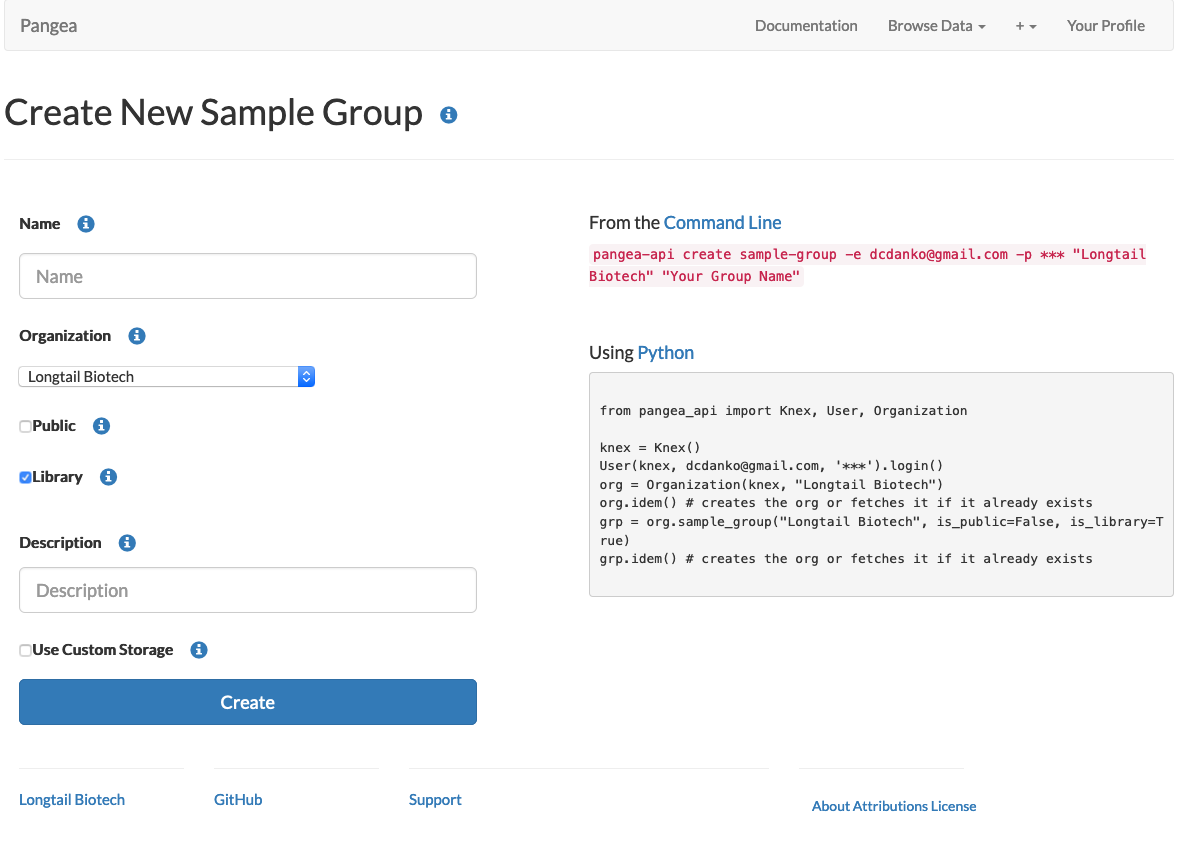 Pangea
Documentation
Browse Data
+
Your Profile
Create New Sample Group
Name
Name
Organization
Longtail Biotech
Public
Library
Description
Description
Use Custom Storage
Create
From the Command Line
pangea-api create sample-group -e dcdanko@gmail.com -p *** "Longtail
Biotech" "Your Group Name"
Using Python
from pangea_api import Knex, User, Organization
knex = Knex()
User(knex, dcdanko@gmail.com, '***').login()
org = Organization(knex, "Longtail Biotech")
org.idem() # creates the org or fetches it if it already exists
grp = org.sample_group("Longtail Biotech", is_public=False, is_library=T
rue)
grp.idem() # creates the org or fetches it if it already exists
Longtail Biotech
GitHub
Support
About Attributions License